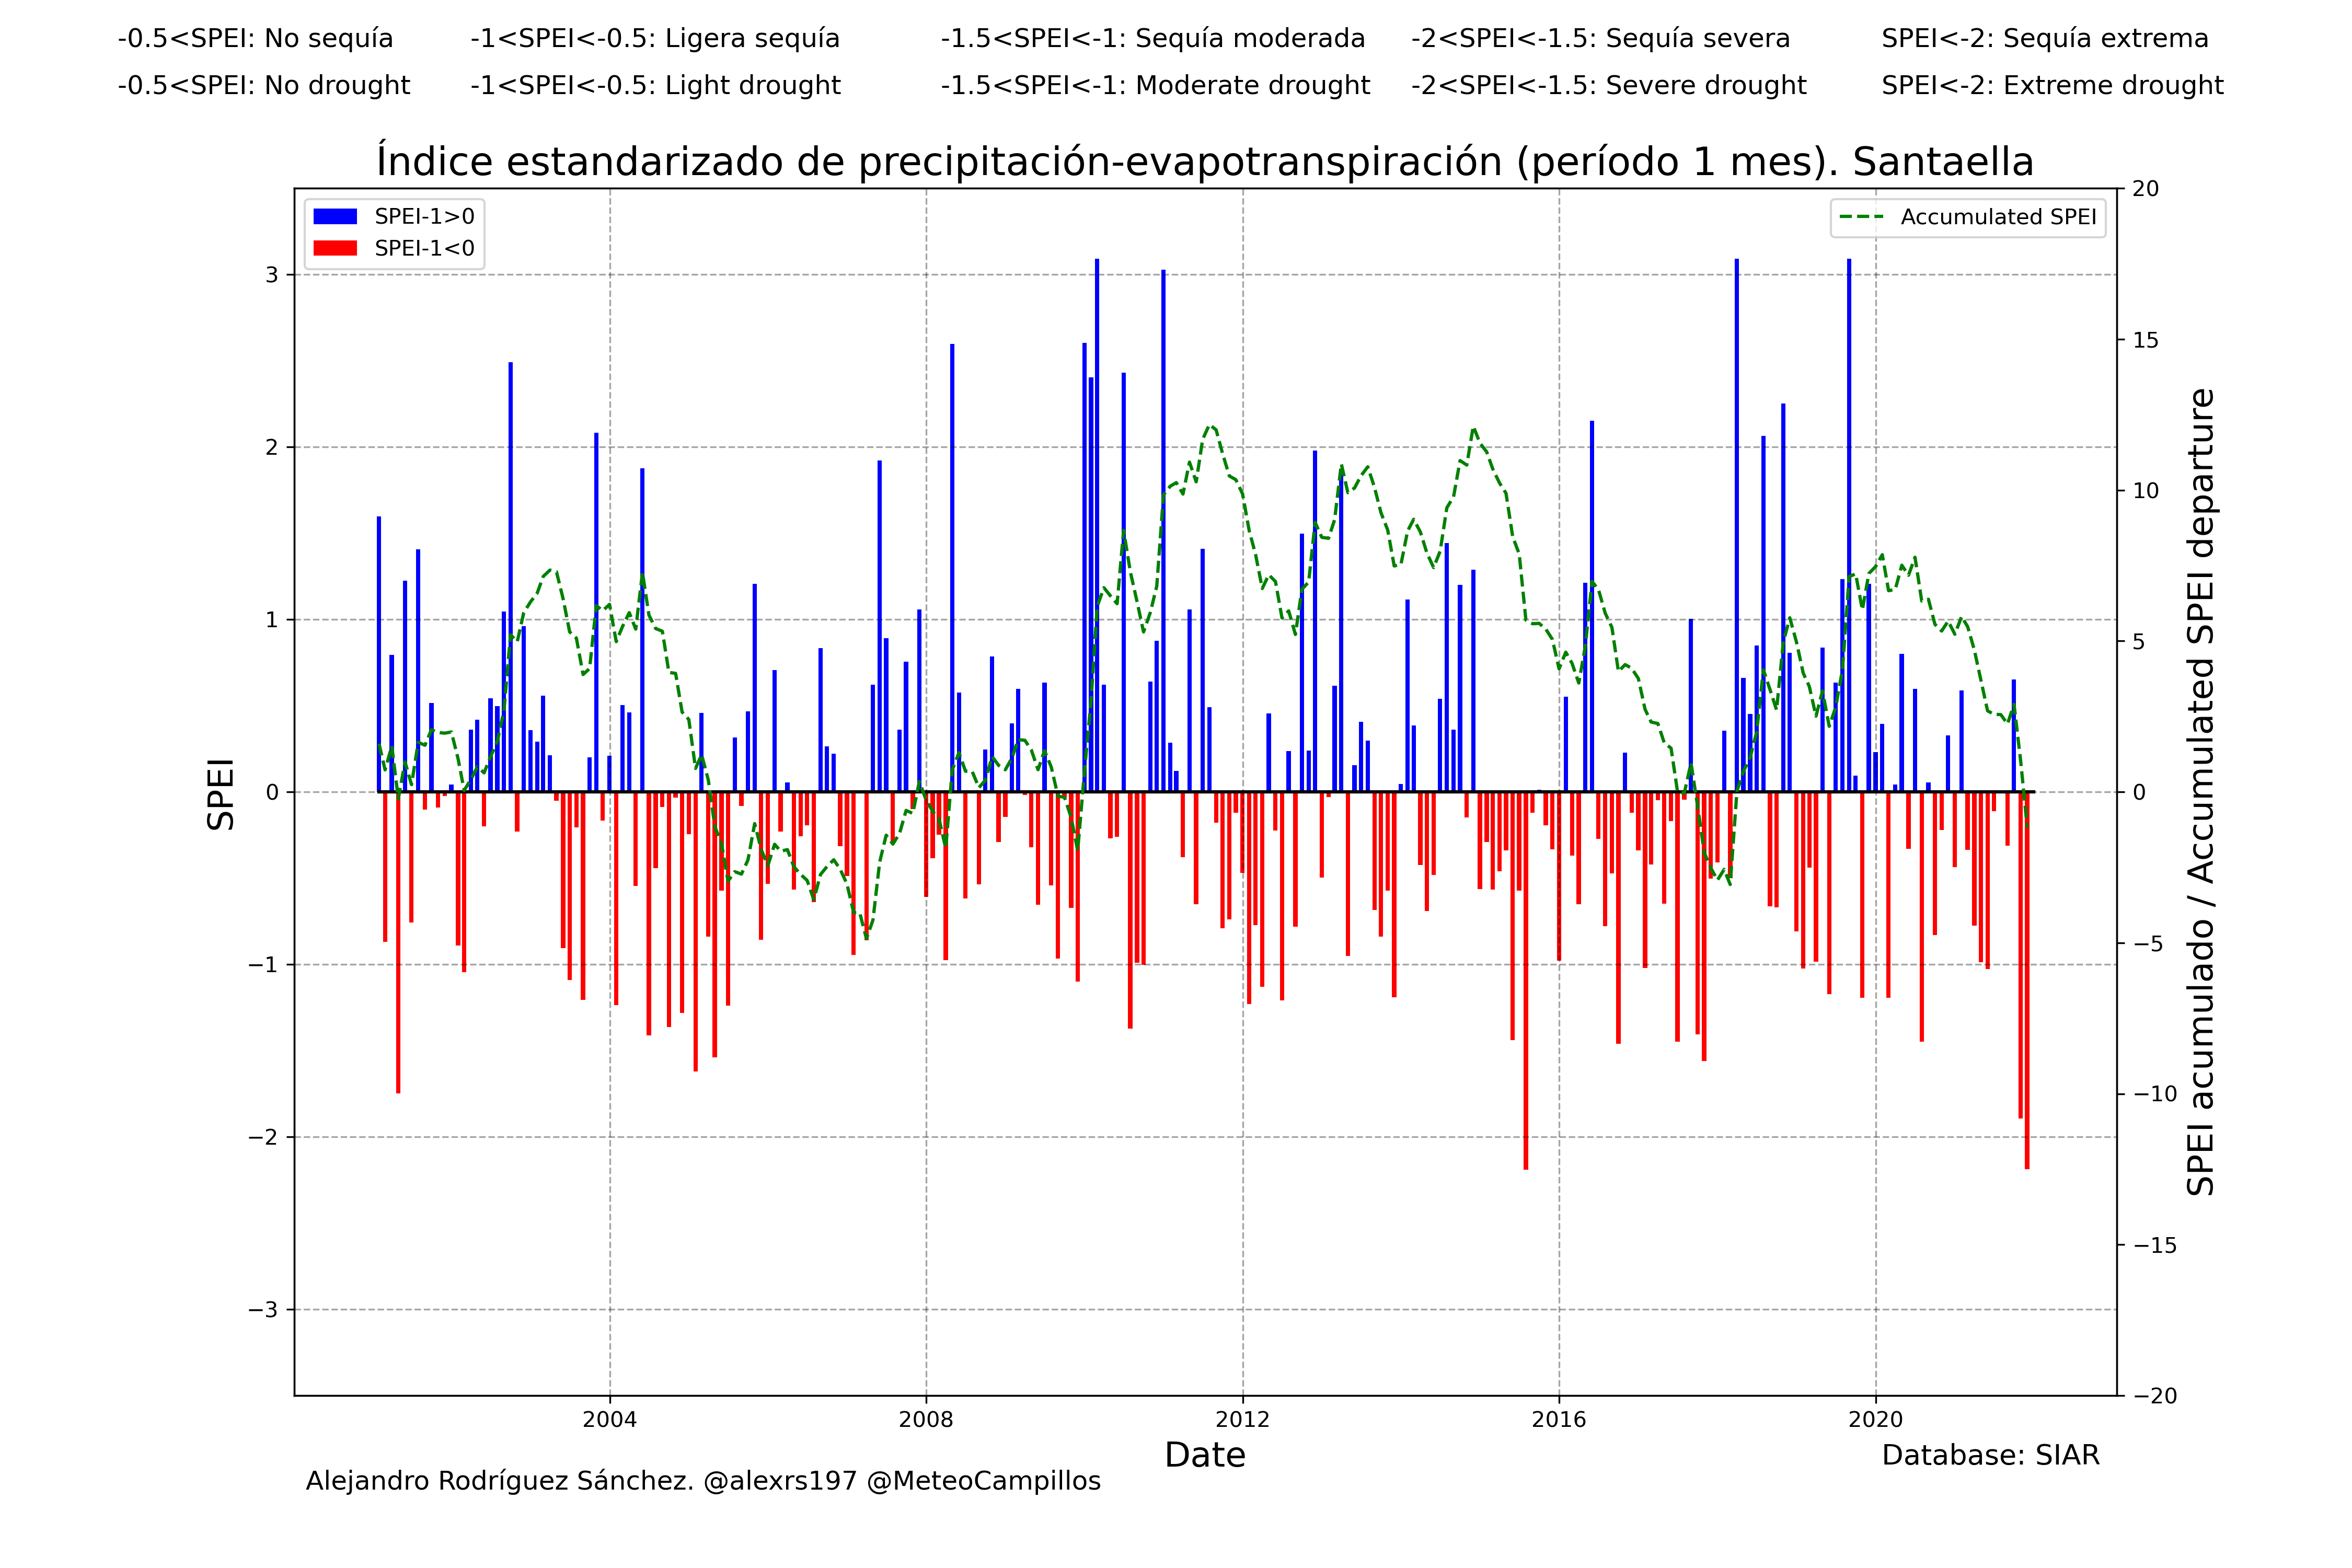 -0.5<SPEI: No sequía -1<SPEI<-0.5: Ligera sequía -1.5<SPEI<-1: Sequía moderada -2<SPEI<-1.5: Sequía severa SPEI<-2: Sequía extrema
-0.5<SPEI: No drought -1<SPEI<-0.5: Light drought -1.5<SPEI<-1: Moderate drought -2<SPEI<-1.5: Severe drought SPEI<-2: Extreme drought
Índice estandarizado de precipitación-evapotranspiración (período 1 mes). Santaella
SPEI-1>0
SPEI-1<0
Accumulated SPEI
SPEI
3
2
1
0
−1
−2
−3
20
15
10
5
0
−5
−10
−15
−20
SPEI acumulado / Accumulated SPEI departure
2004 2008 2012 2016 2020
Date
Database: SIAR
Alejandro Rodríguez Sánchez. @alexrs197 @MeteoCampillos